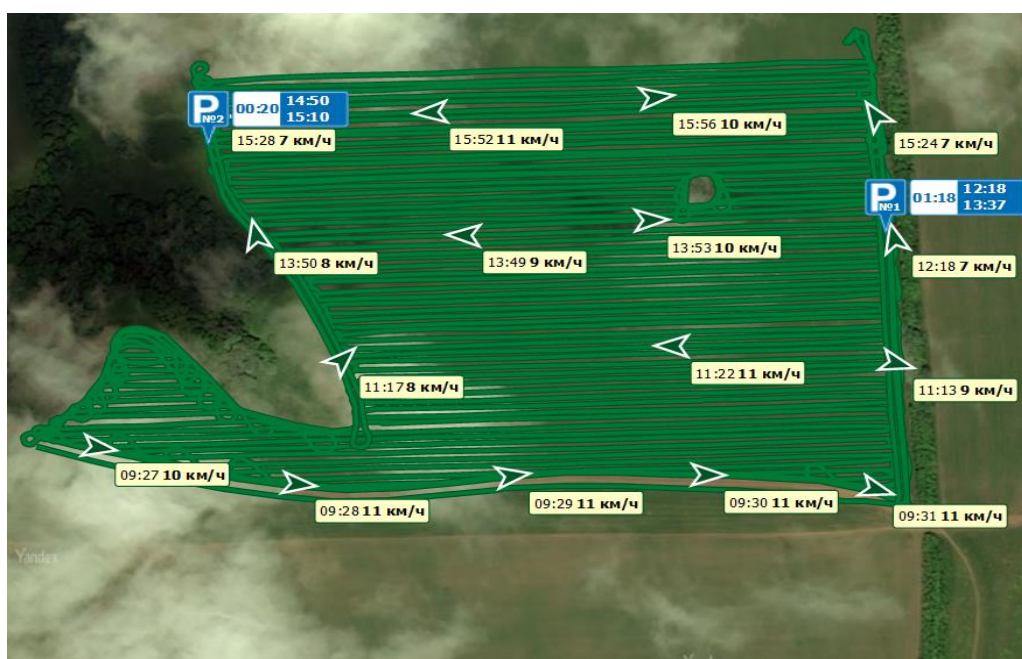 P №2 00:20 14:50
15:10
15:28 7 км/ч
15:52 11 км/ч
15:56 10 км/ч
15:24 7 км/ч
P №1 01:18 12:18
13:37
13:50 8 км/ч
13:49 9 км/ч
13:53 10 км/ч
12:18 7 км/ч
11:17 8 км/ч
11:22 11 км/ч
11:13 9 км/ч
09:27 10 км/ч
09:28 11 км/ч
09:29 11 км/ч
09:30 11 км/ч
09:31 11 км/ч
Yandex